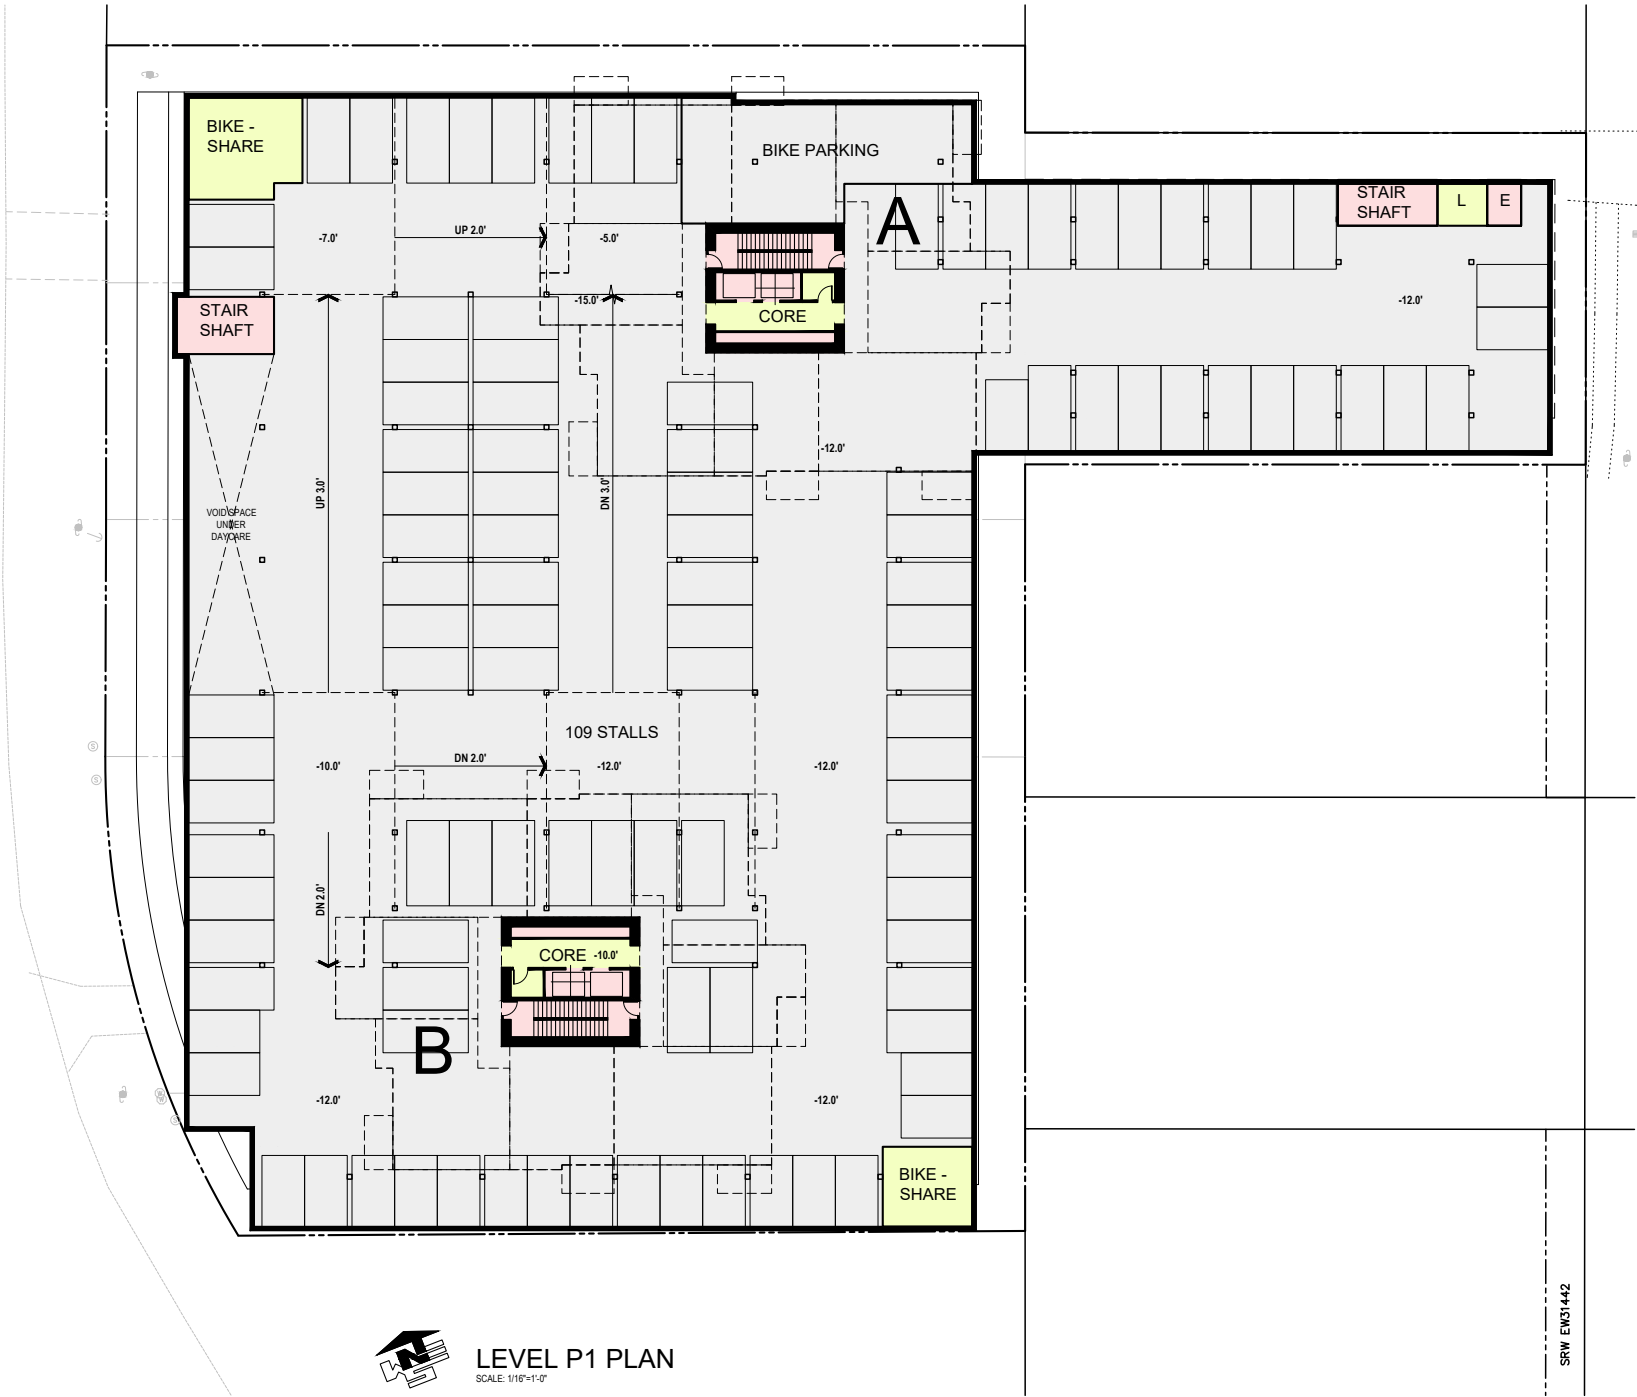 BIKE -
SHARE
BIKE PARKING
A
STAIR
SHAFT
L
E
-7.0'
UP 2.0'
-5.0'
-15.0'
-12.0'
STAIR
SHAFT
CORE
-12.0'
UP 3.0'
DN 3.0'
VOID SPACE
UNDER
DAYCARE
109 STALLS
-10.0'
DN 2.0'
-12.0'
-12.0'
DN 2.0'
CORE
-10.0'
B
-12.0'
-12.0'
BIKE -
SHARE
SRW EW31442
N
E
W
S
LEVEL P1 PLAN
SCALE: 1/16"=1'-0"